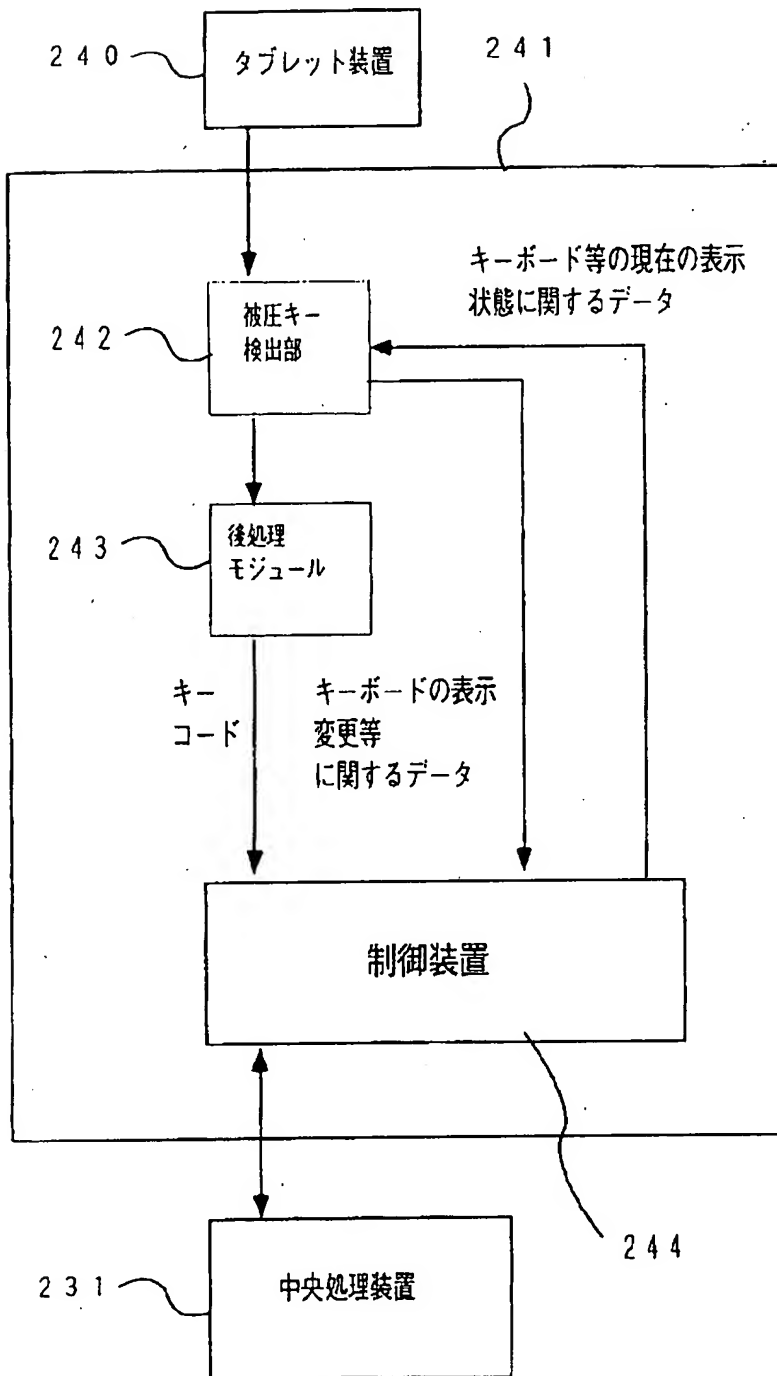 ２４０
タブレット装置
２４１
キーボード等の現在の表示
状態に関するデータ
２４２
被圧キー
検出部
２４３
後処理
モジュール
キー
コード
キーボードの表示
変更等
に関するデータ
制御装置
２４４
２３１
中央処理装置